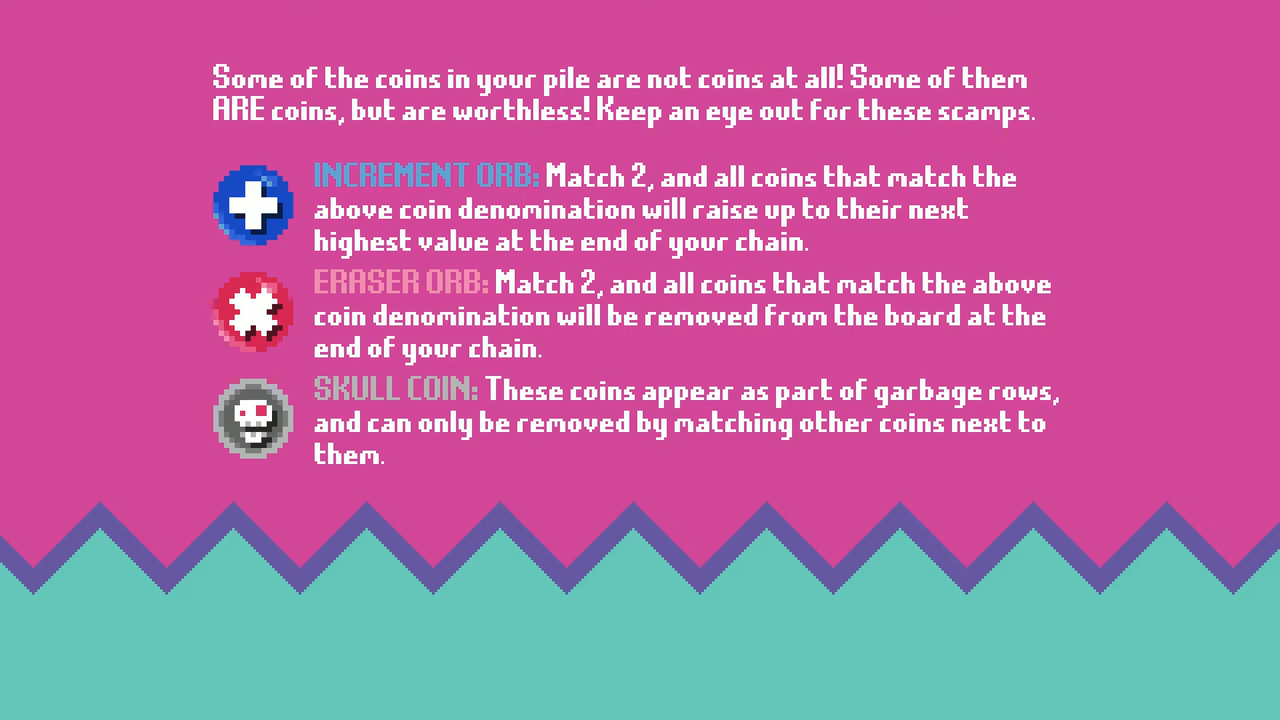 Some of the coins in your pile are not coins at all! Some of them
ARE coins, but are worthless! Keep an eye out for these scamps.
INCREMENT ORB: Match 2, and all coins that match the
above coin denomination will raise up to their next
highest value at the end of your chain.
ERASER ORB: Match 2, and all coins that match the above
coin denomination will be removed from the board at the
end of your chain.
SKULL COIN: These coins appear as part of garbage rows,
and can only be removed by matching other coins next to
them.